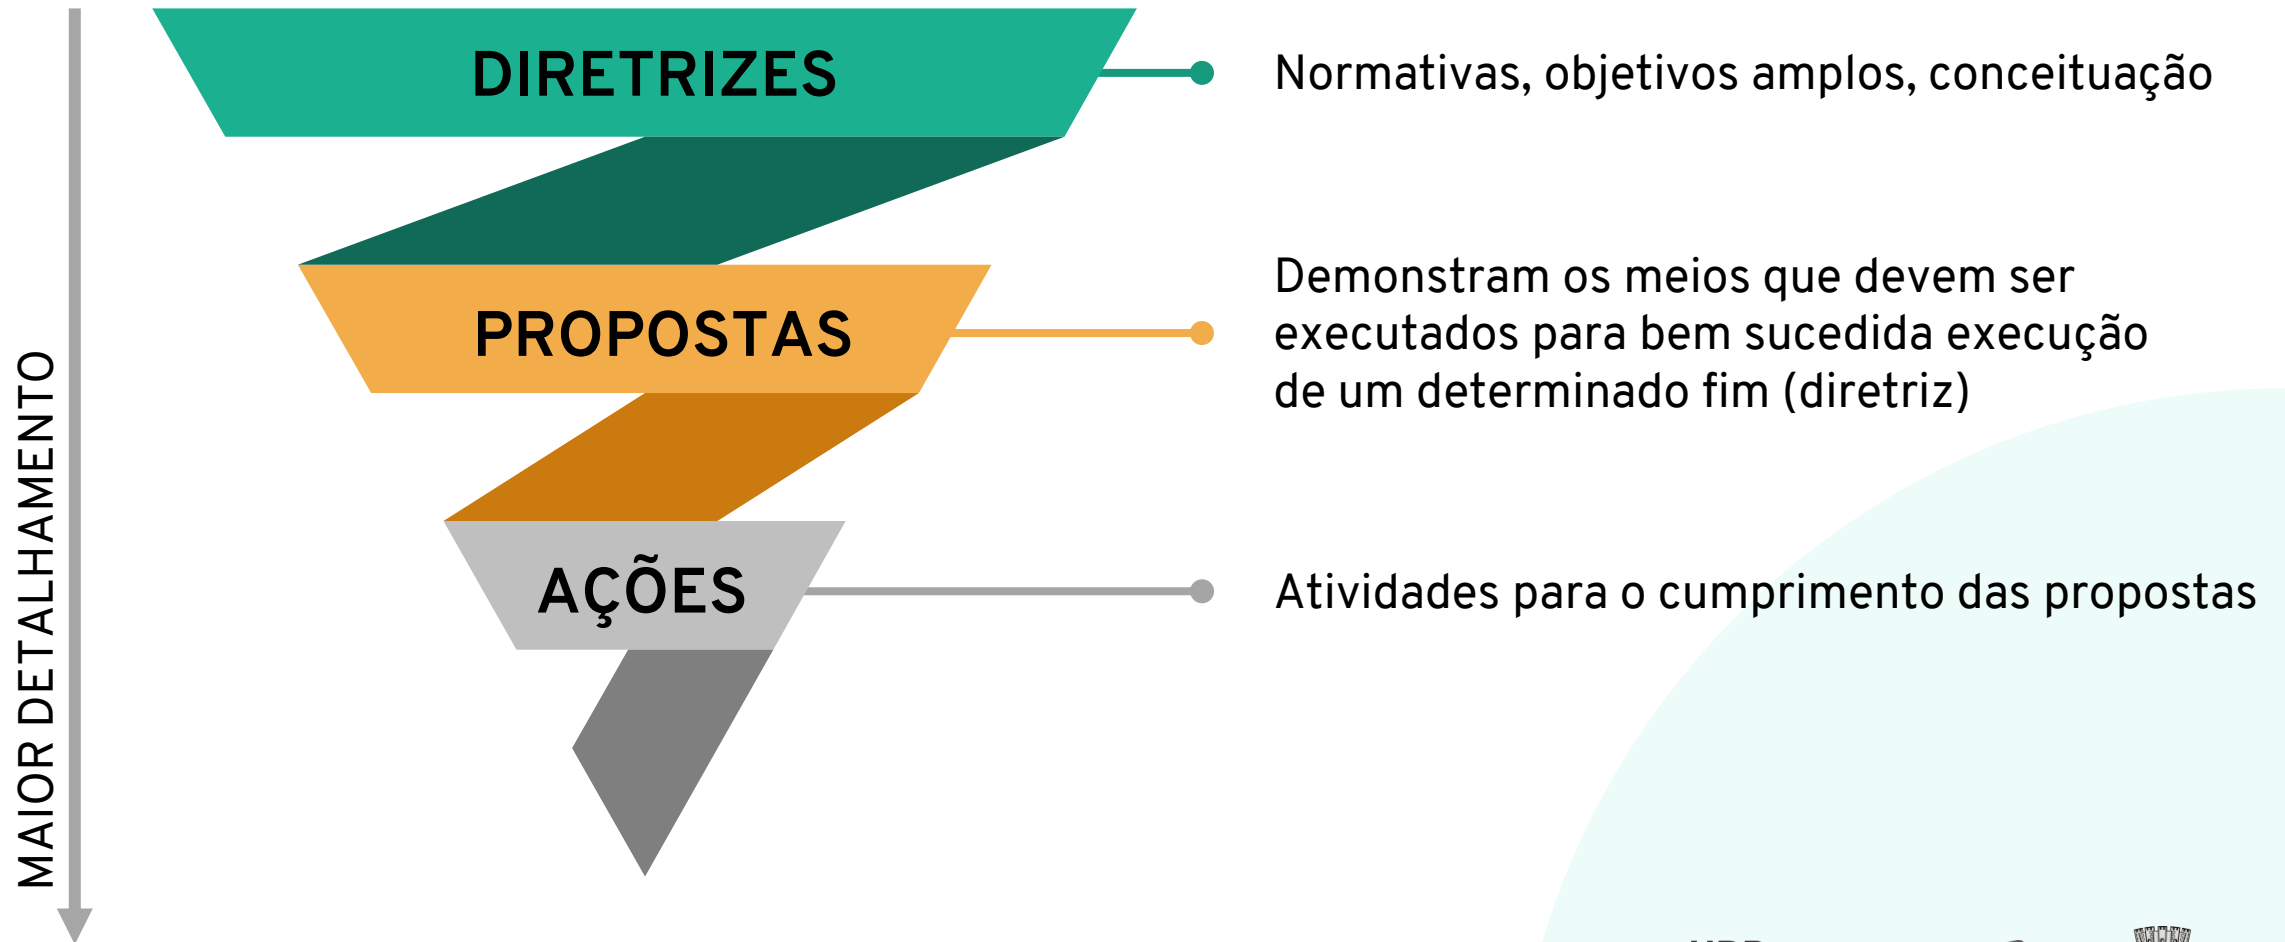 DIRETRIZES
Normativas, objetivos amplos, conceituação
PROPOSTAS
Demonstram os meios que devem ser
executados para bem sucedida execução
de um determinado fim (diretriz)
AÇÕES
Atividades para o cumprimento das propostas
MAIOR DETALHAMENTO